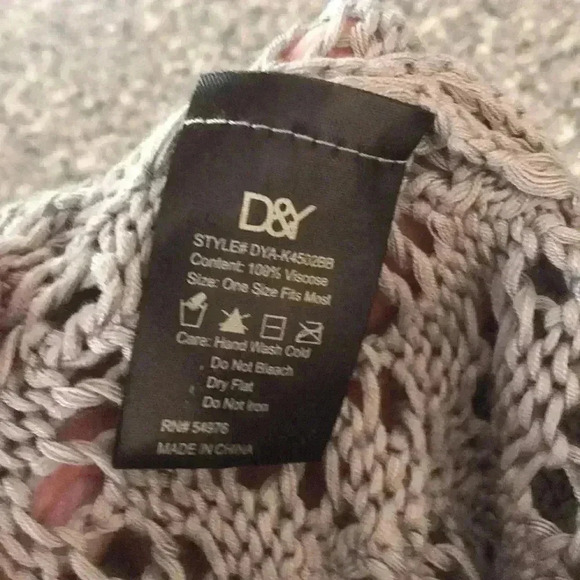 D&Y
STYLE# DYA-K4502BB
Content: 100% Viscose
Size: One Size Fits Most
Care: Hand Wash Cold
Do Not Bleach
Dry Flat
Do Not Iron
RN# 54976
MADE IN CHINA